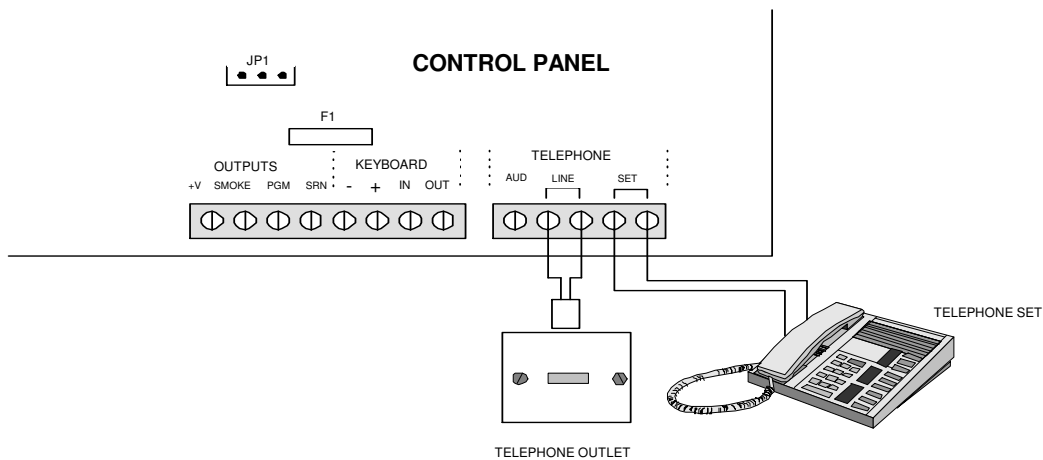 JP1
CONTROL PANEL
F1
OUTPUTS
KEYBOARD
TELEPHONE
+V SMOKE PGM SRN - + IN OUT
AUD LINE SET
TELEPHONE SET
TELEPHONE OUTLET